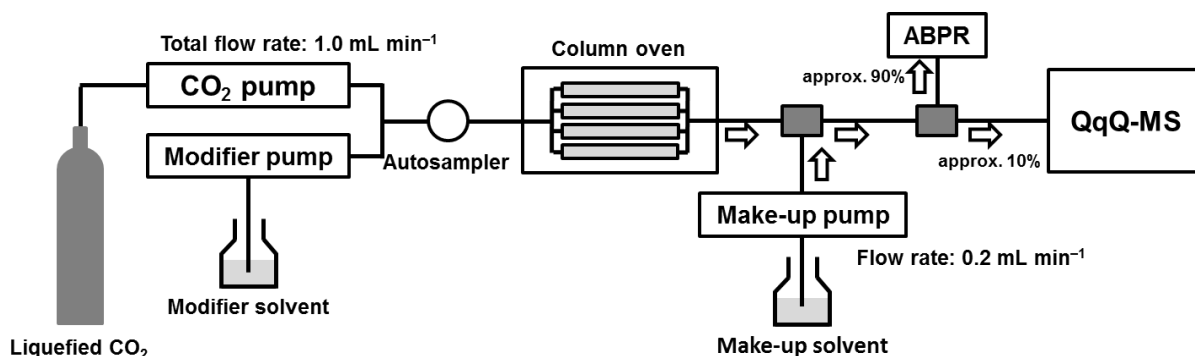 Total flow rate: 1.0 mL min⁻¹
CO₂ pump
Modifier pump
Autosampler
Column oven
ABPR
approx. 90%
QqQ-MS
approx. 10%
Make-up pump
Flow rate: 0.2 mL min⁻¹
Modifier solvent
Make-up solvent
Liquefied CO₂